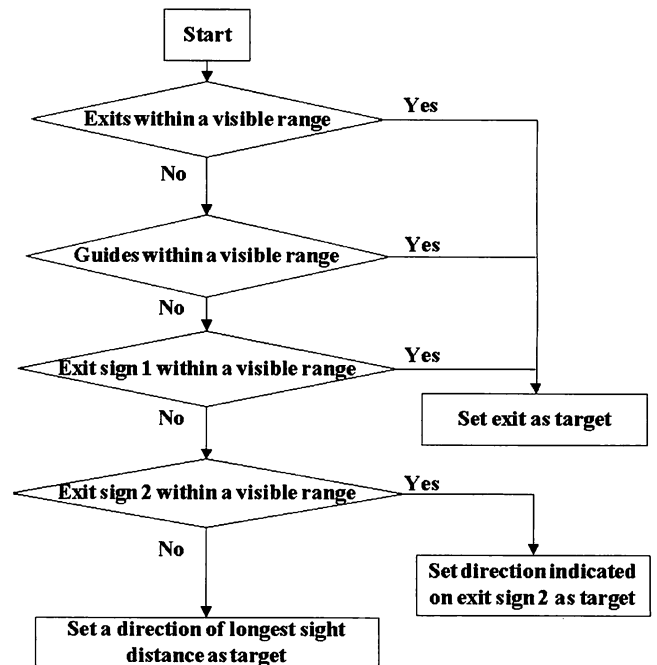 Start
Exits within a visible range
Yes
No
Guides within a visible range
Yes
No
Exit sign 1 within a visible range
Yes
No
Set exit as target
Exit sign 2 within a visible range
Yes
No
Set direction indicated
on exit sign 2 as target
Set a direction of longest sight
distance as target